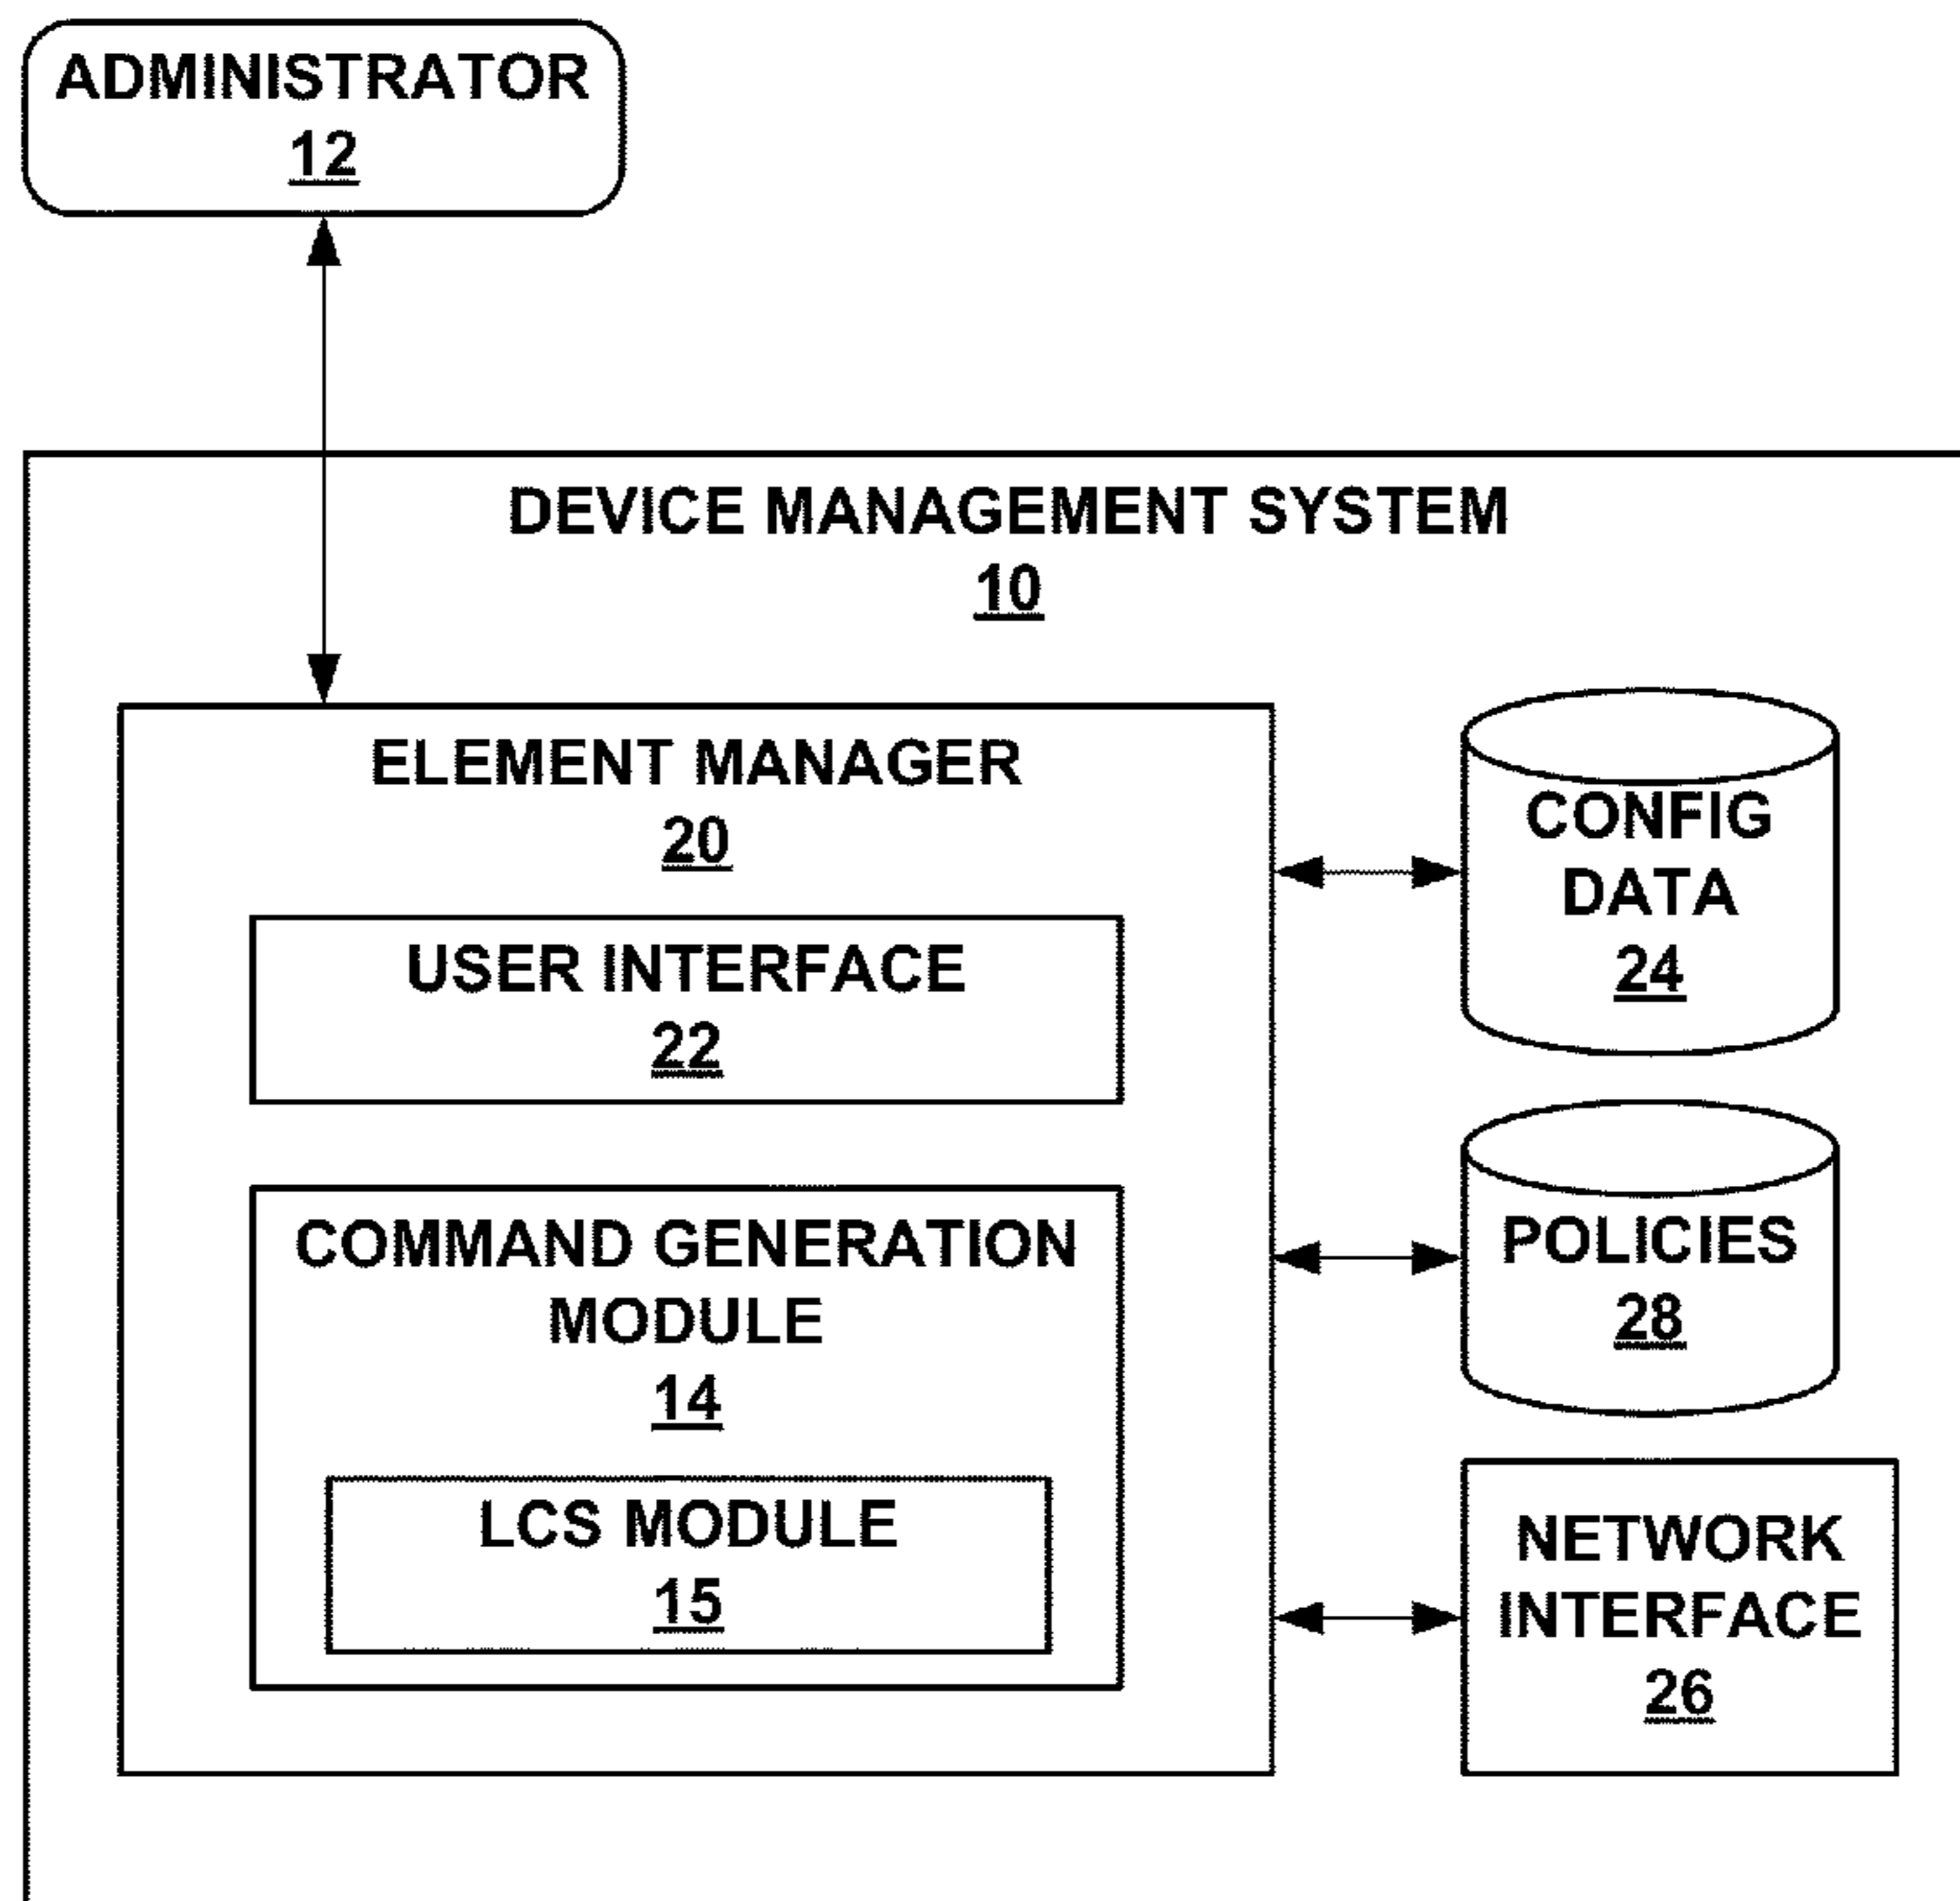 ADMINISTRATOR
12
DEVICE MANAGEMENT SYSTEM
10
ELEMENT MANAGER
20
USER INTERFACE
22
COMMAND GENERATION
MODULE
14
LCS MODULE
15
CONFIG
DATA
24
POLICIES
28
NETWORK
INTERFACE
26